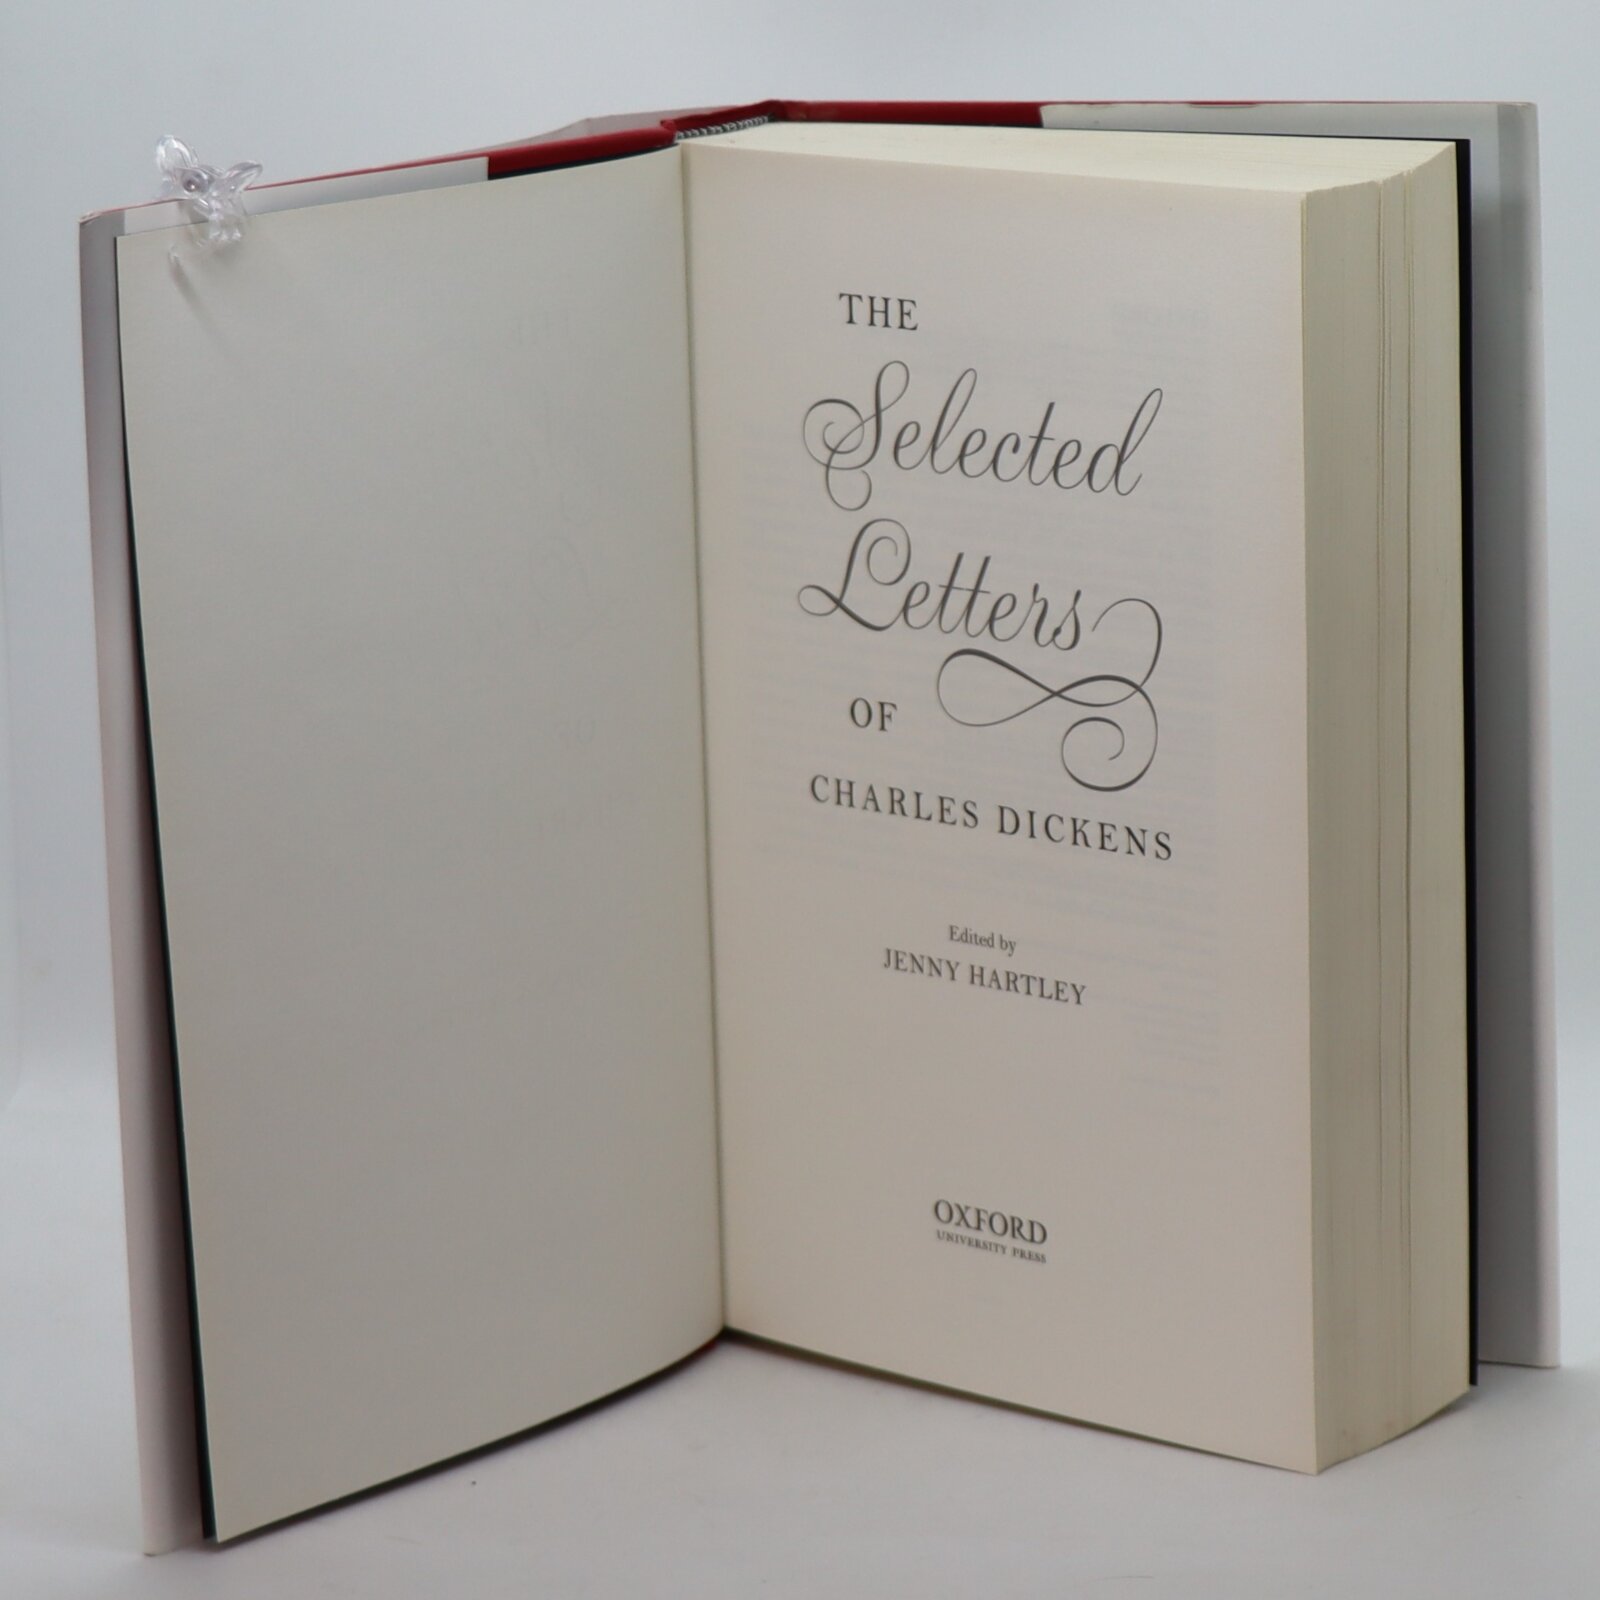 THE
Selected
Letters
OF
CHARLES DICKENS
Edited by
JENNY HARTLEY
OXFORD
UNIVERSITY PRESS